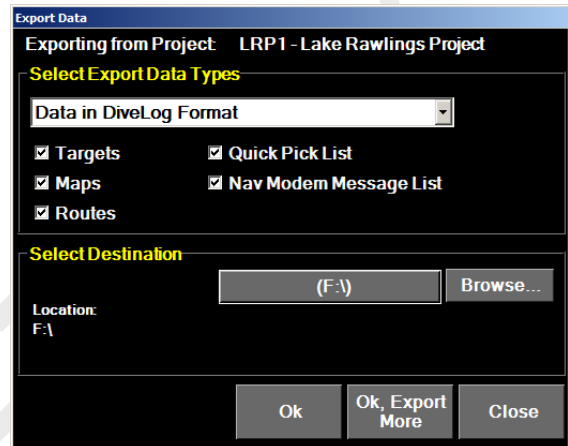 Export Data
Exporting from Project: LRP1 - Lake Rawlings Project
Select Export Data Types
Data in DiveLog Format
Targets
Quick Pick List
Maps
Nav Modem Message List
Routes
Select Destination
(F:\)
Browse...
Location:
F:\
Ok
Ok, Export
More
Close